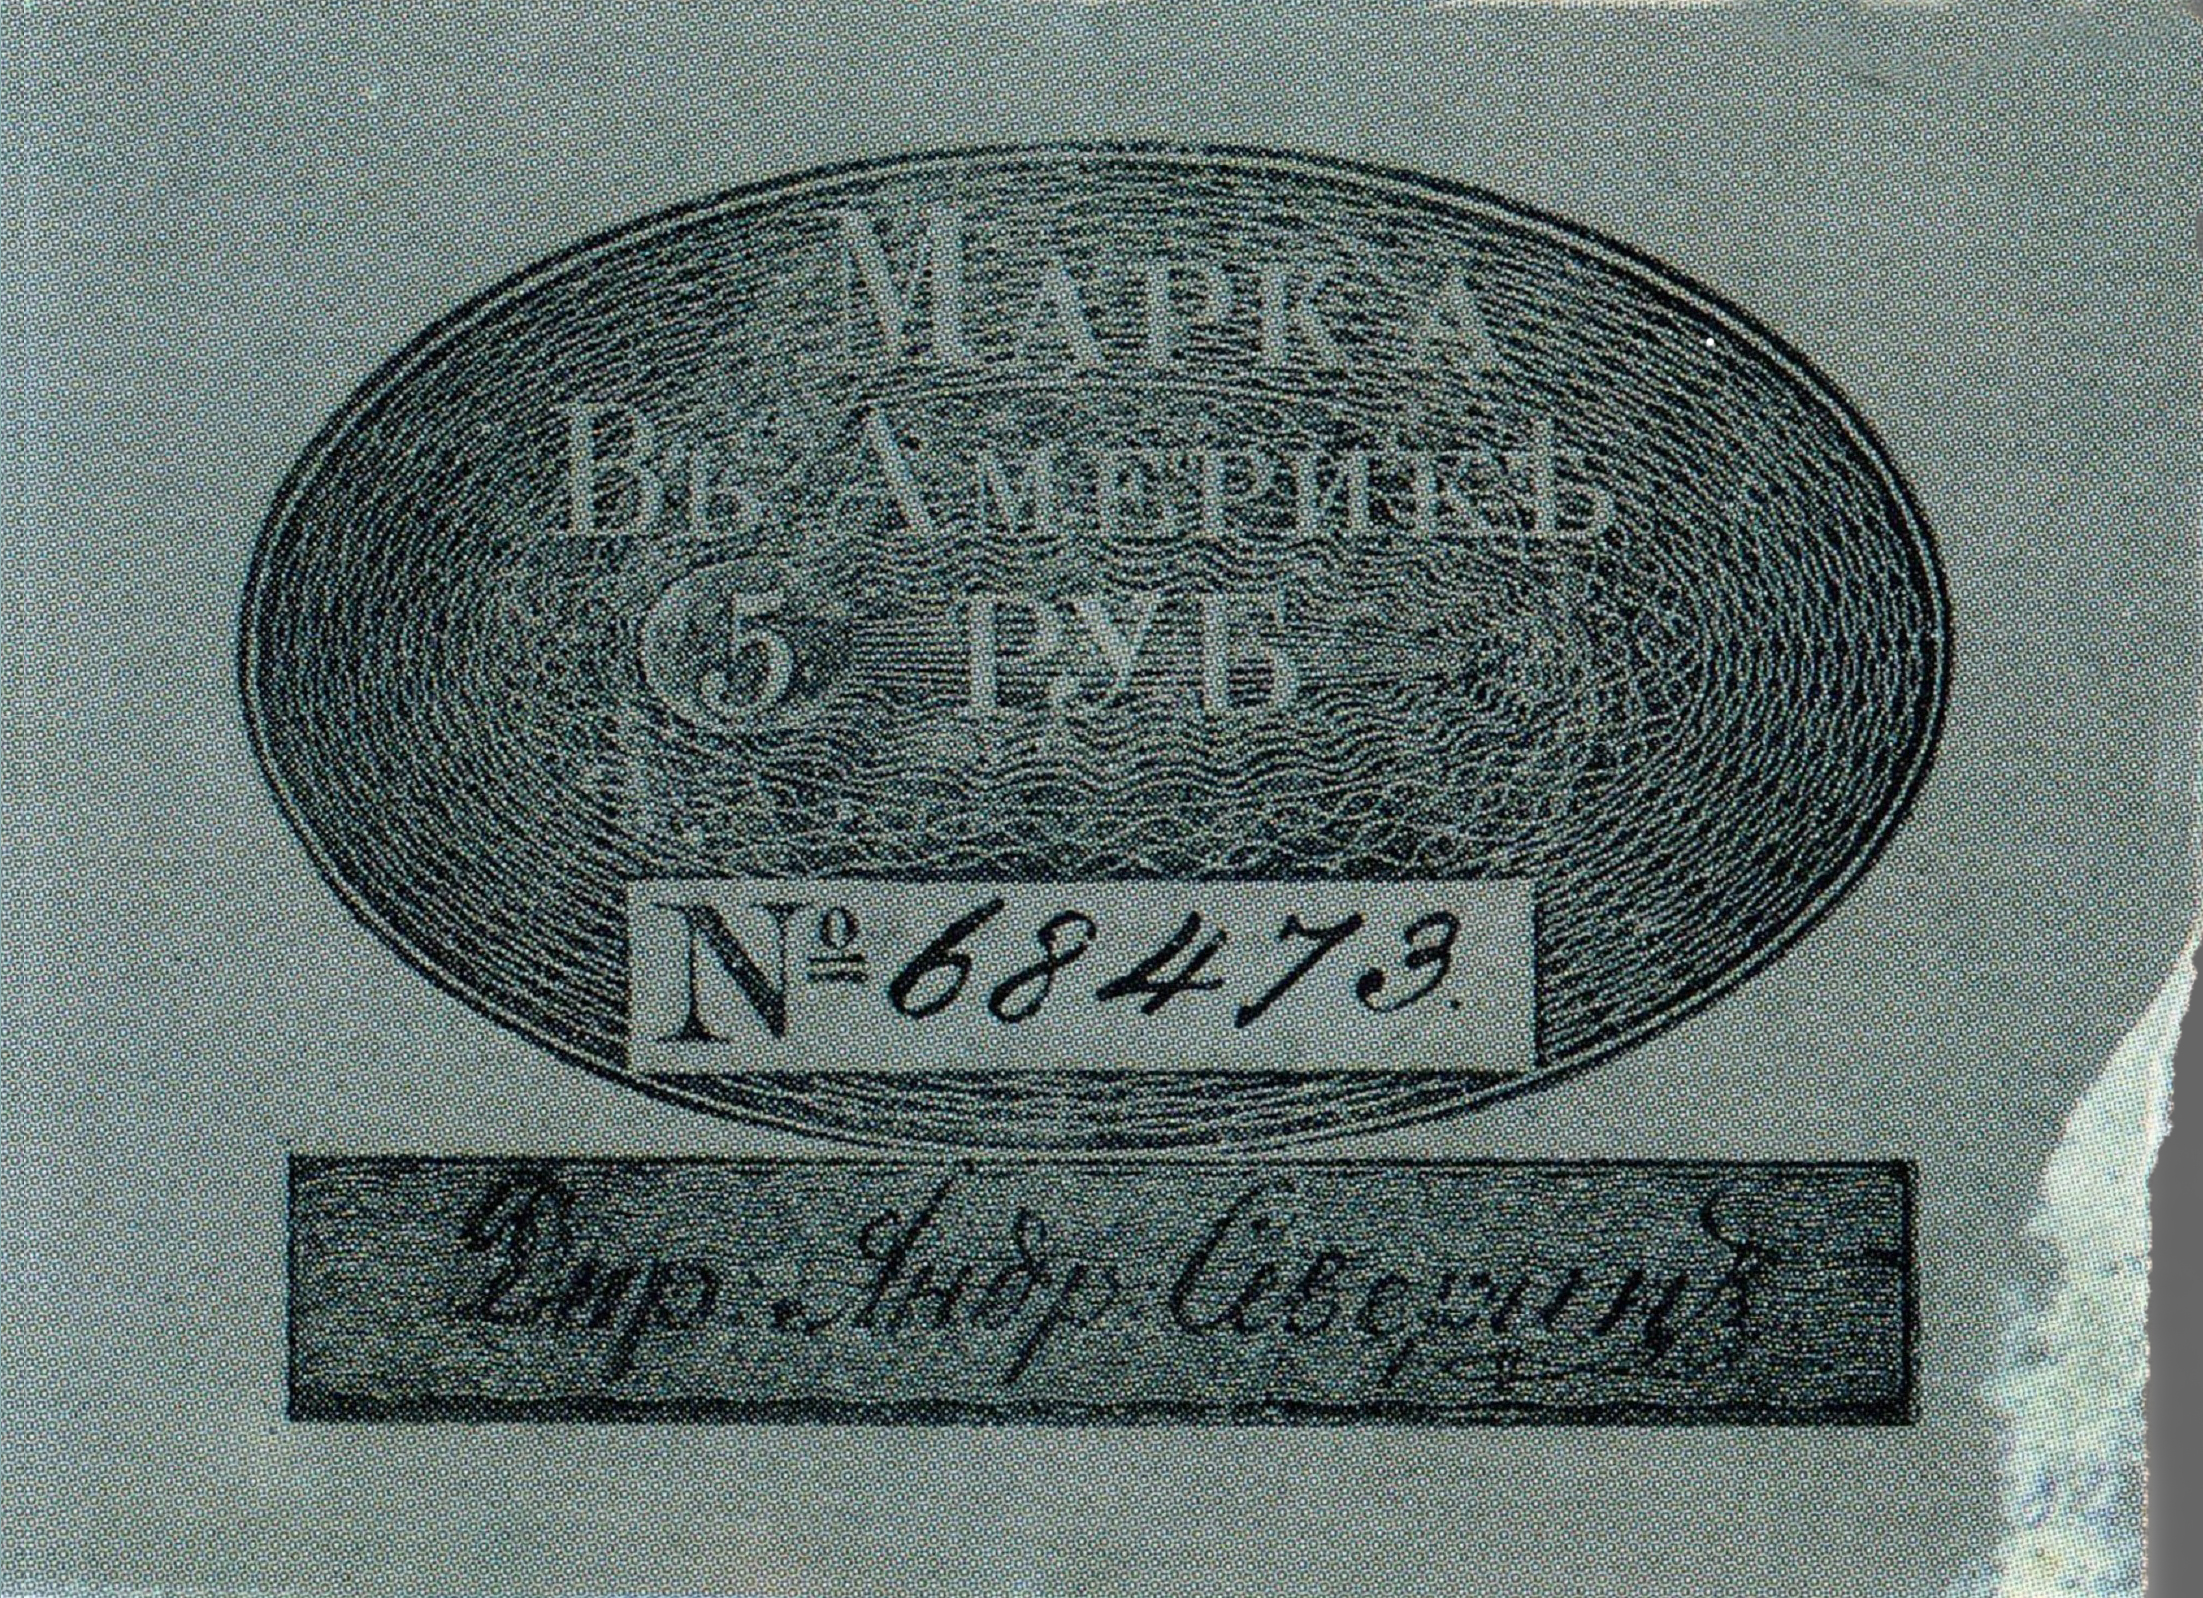 Марка
Въ Америкѣ
5 РУБ
№ 68473.
Дир. Андр. Северинъ